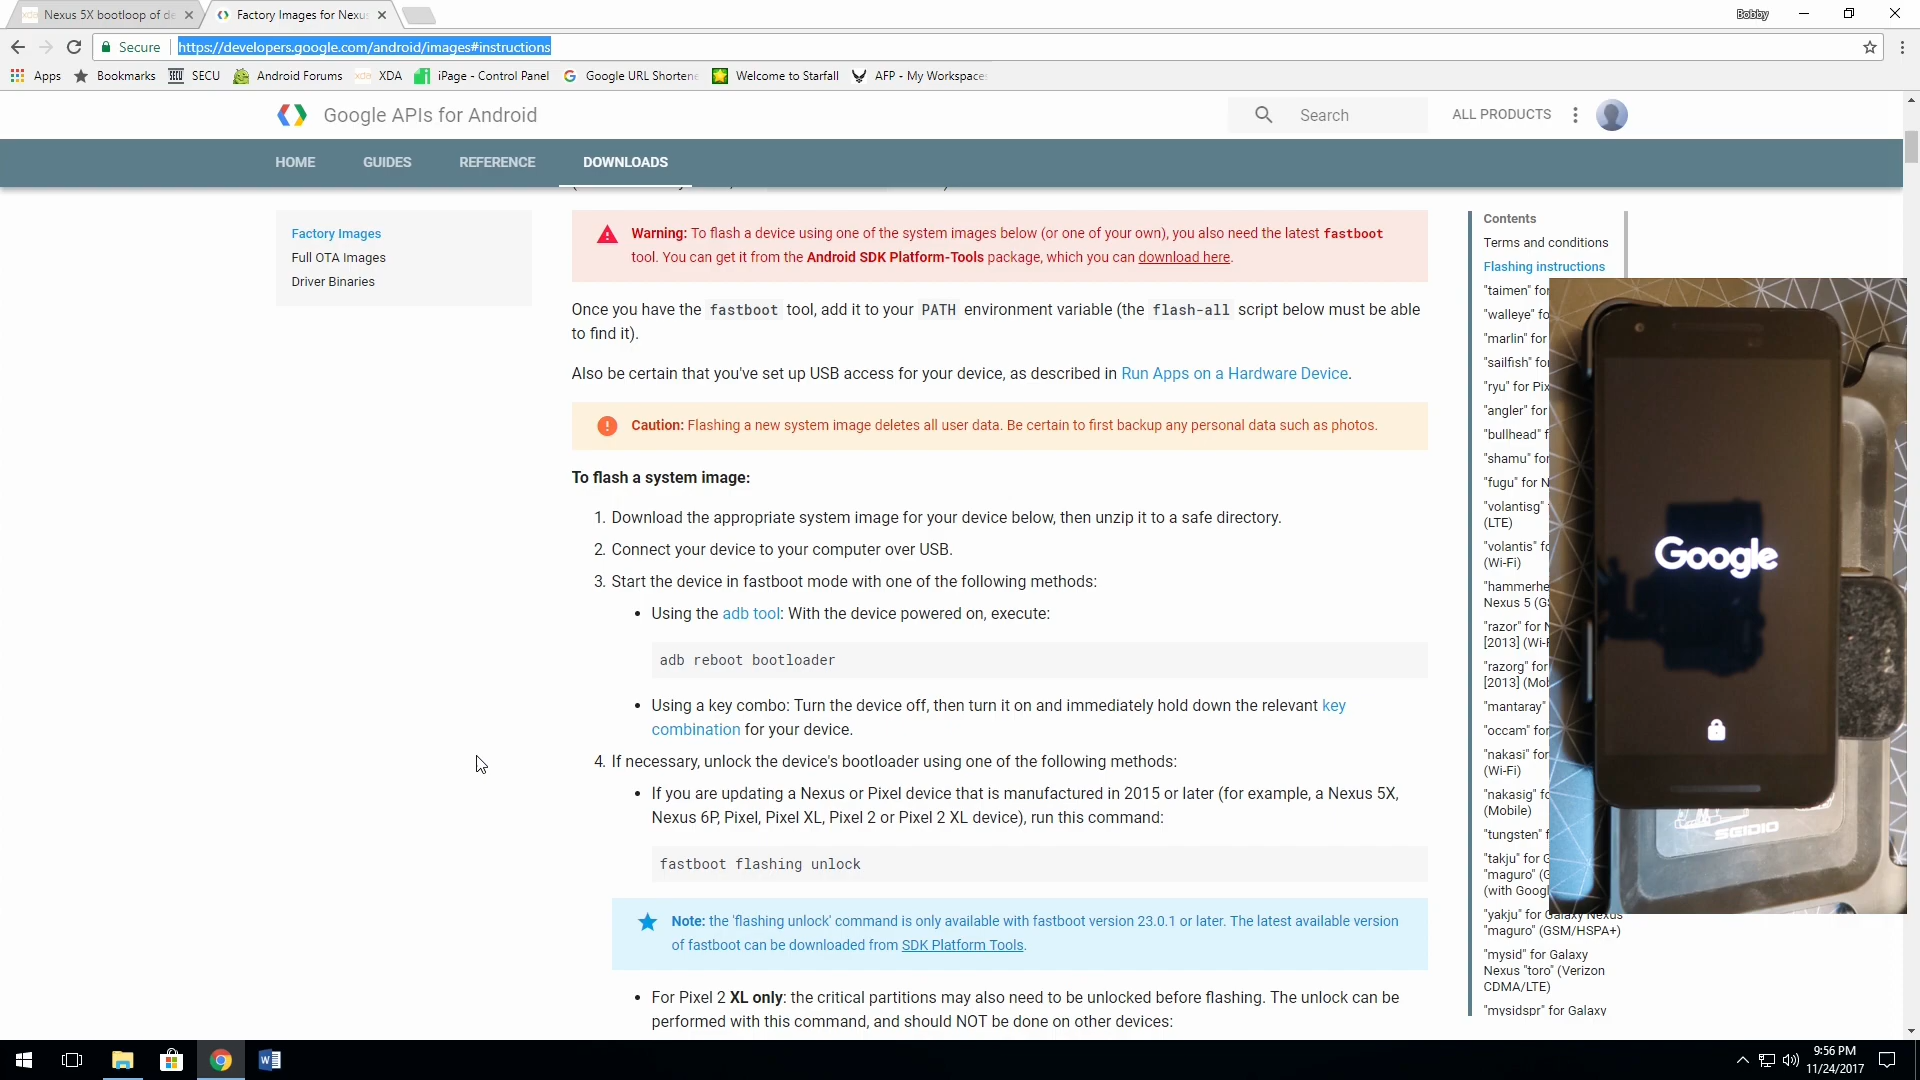 Nexus 5X bootloop of de
Factory Images for Nexus
Bobby
Secure
https://developers.google.com/android/images#instructions
Apps
Bookmarks
SECU
Android Forums
XDA
iPage - Control Panel
Google URL Shortene
Welcome to Starfall
AFP - My Workspace
Google APIs for Android
Search
ALL PRODUCTS
HOME
GUIDES
REFERENCE
DOWNLOADS
Factory Images
Full OTA Images
Driver Binaries
Warning: To flash a device using one of the system images below (or one of your own), you also need the latest fastboot
tool. You can get it from the Android SDK Platform-Tools package, which you can download here.
Once you have the fastboot tool, add it to your PATH environment variable (the flash-all script below must be able
to find it).
Also be certain that you've set up USB access for your device, as described in Run Apps on a Hardware Device.
Caution: Flashing a new system image deletes all user data. Be certain to first backup any personal data such as photos.
To flash a system image:
1. Download the appropriate system image for your device below, then unzip it to a safe directory.
2. Connect your device to your computer over USB.
3. Start the device in fastboot mode with one of the following methods:
• Using the adb tool: With the device powered on, execute:
adb reboot bootloader
• Using a key combo: Turn the device off, then turn it on and immediately hold down the relevant key
combination for your device.
4. If necessary, unlock the device's bootloader using one of the following methods:
• If you are updating a Nexus or Pixel device that is manufactured in 2015 or later (for example, a Nexus 5X,
Nexus 6P, Pixel, Pixel XL, Pixel 2 or Pixel 2 XL device), run this command:
fastboot flashing unlock
Note: the 'flashing unlock' command is only available with fastboot version 23.0.1 or later. The latest available version
of fastboot can be downloaded from SDK Platform Tools.
• For Pixel 2 XL only: the critical partitions may also need to be unlocked before flashing. The unlock can be
performed with this command, and should NOT be done on other devices:
Contents
Terms and conditions
Flashing instructions
"taimen" for
"walleye" fo
"marlin" for
"sailfish" for
"ryu" for Pix
"angler" for
"bullhead" f
"shamu" for
"fugu" for N
"volantisg"
(LTE)
"volantis" fo
(Wi-Fi)
"hammerhe
Nexus 5 (G
"razor" for N
[2013] (Wi-F
"razorg" for
[2013] (Mob
"mantaray"
"occam" for
"nakasi" for
(Wi-Fi)
"nakasig" fo
(Mobile)
"tungsten" f
"takju" for G
"maguro" (G
(with Googl
"yakju" for Galaxy Nexus
"maguro" (GSM/HSPA+)
"mysid" for Galaxy
Nexus "toro" (Verizon
CDMA/LTE)
"mysidspr" for Galaxy
Google
9:56 PM
11/24/2017